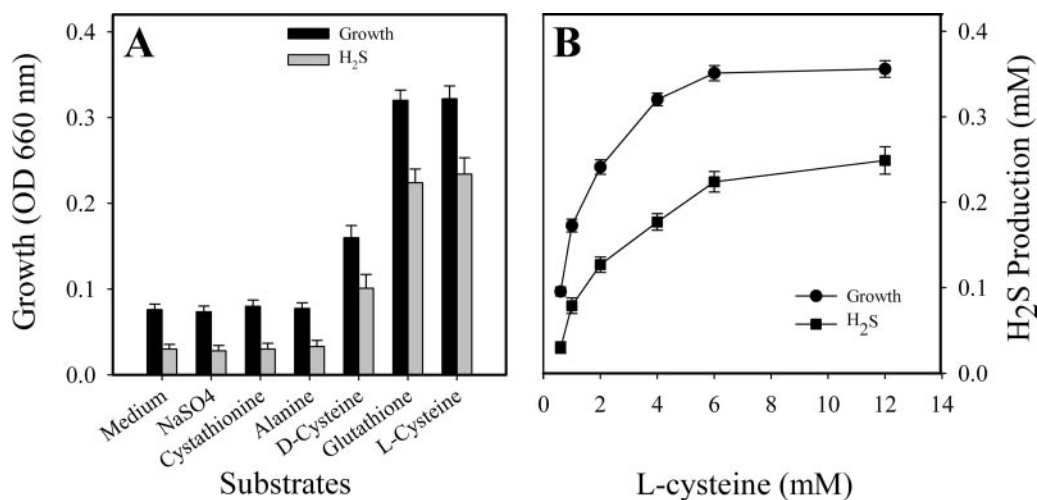 A
Growth
H2S
Growth (OD 660 nm)
0.4
0.3
0.2
0.1
0.0
Medium
NaSO4
Cystathionine
Alanine
D-Cysteine
Glutathione
L-Cysteine
Substrates
B
Growth
H2S
0.4
0.3
0.2
0.1
0.0
H2S Production (mM)
0 2 4 6 8 10 12 14
L-cysteine (mM)